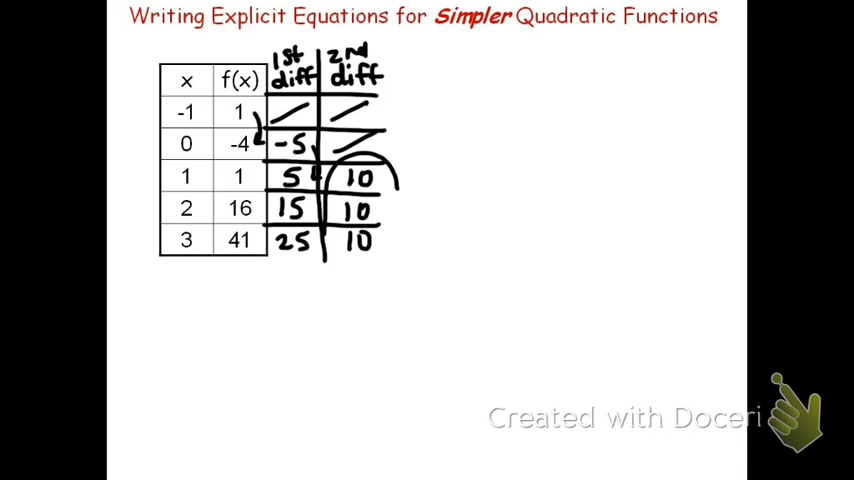 Writing Explicit Equations for Simpler Quadratic Functions
x f(x) 1st diff 2nd diff
-1 1
0 -4 -5
1 1 5 10
2 16 15 10
3 41 25 10
Created with Doceri